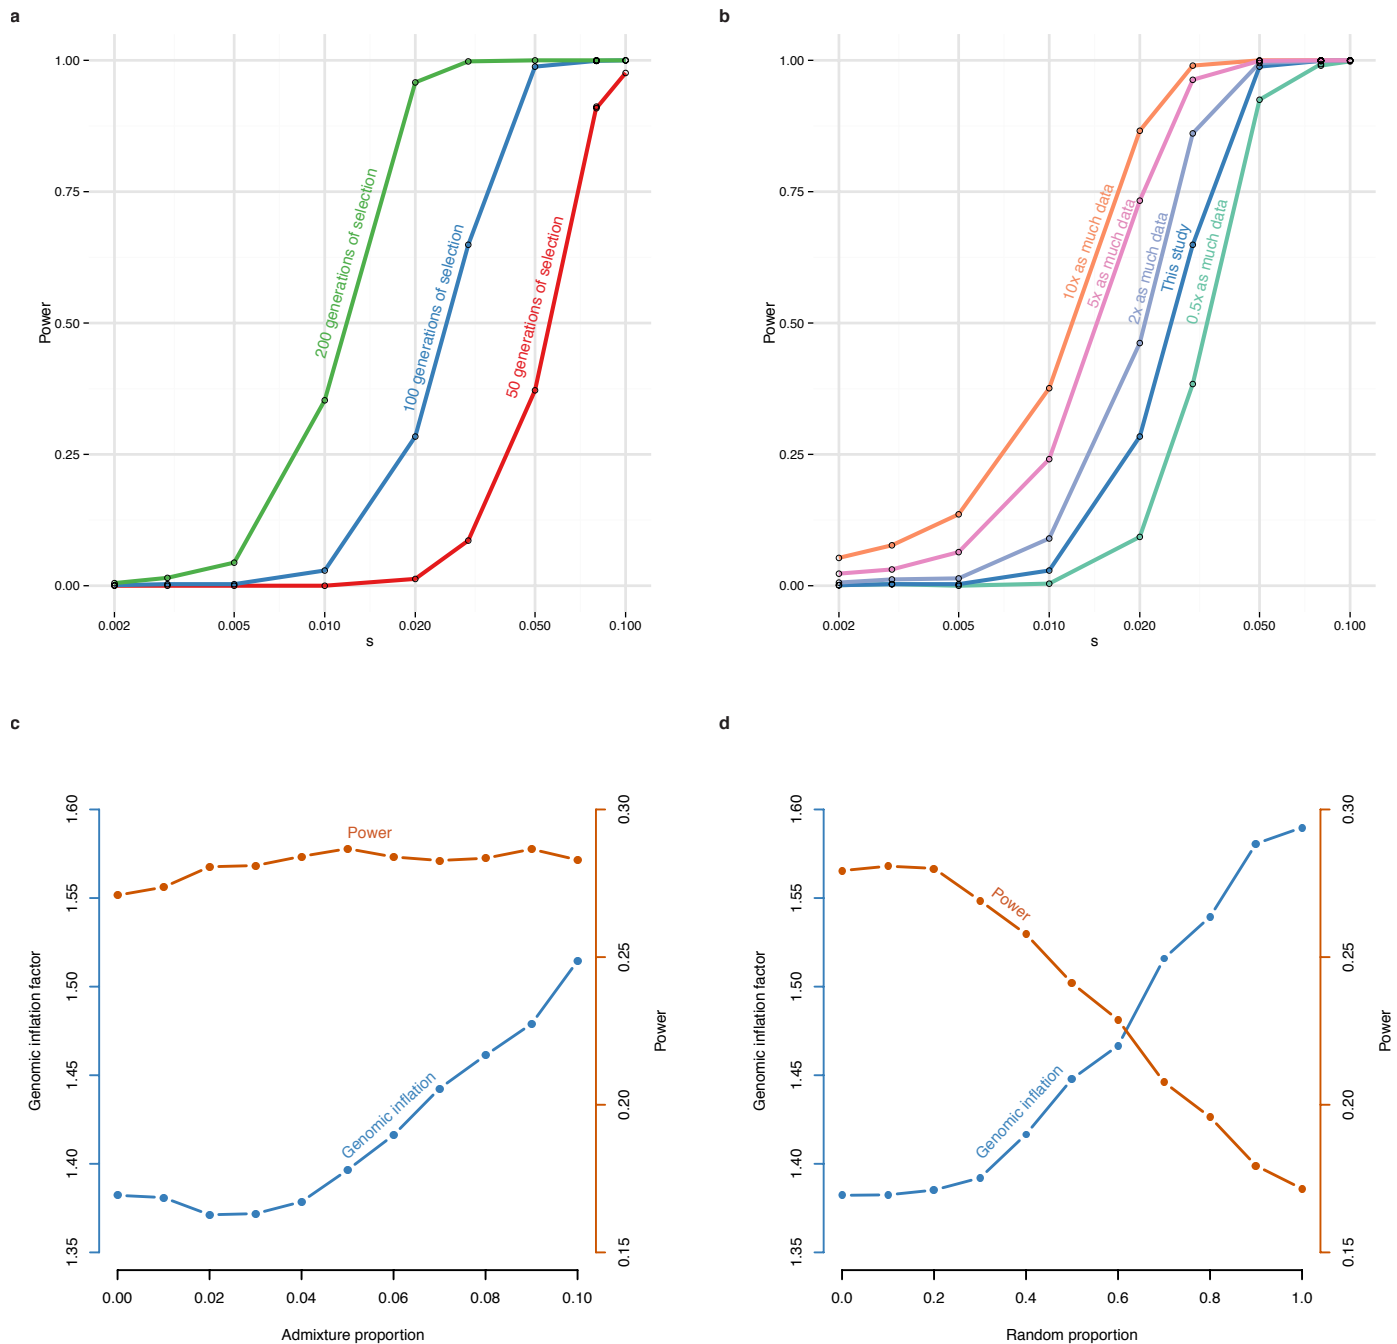 a
1.00
0.75
0.50
0.25
0.00
Power
200 generations of selection
100 generations of selection
50 generations of selection
0.002
0.005
0.010
0.020
0.050
0.100
s
b
1.00
0.75
0.50
0.25
0.00
Power
10x as much data
5x as much data
2x as much data
This study
0.5x as much data
0.002
0.005
0.010
0.020
0.050
0.100
s
c
1.60
1.55
1.50
1.45
1.40
1.35
Genomic inflation factor
Power
Genomic inflation
0.30
0.25
0.20
0.15
Power
0.00
0.02
0.04
0.06
0.08
0.10
Admixture proportion
d
1.60
1.55
1.50
1.45
1.40
1.35
Genomic inflation factor
Power
Genomic inflation
0.30
0.25
0.20
0.15
Power
0.0
0.2
0.4
0.6
0.8
1.0
Random proportion